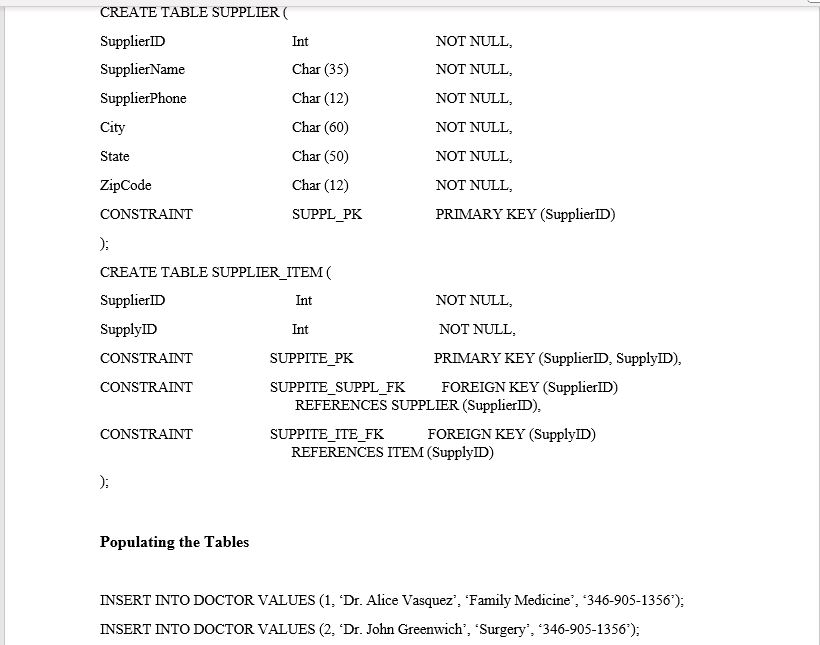 CREATE TABLE SUPPLIER (
SupplierID Int NOT NULL,
SupplierName Char (35) NOT NULL,
SupplierPhone Char (12) NOT NULL,
City Char (60) NOT NULL,
State Char (50) NOT NULL,
ZipCode Char (12) NOT NULL,
CONSTRAINT SUPPL_PK PRIMARY KEY (SupplierID)
);
CREATE TABLE SUPPLIER_ITEM (
SupplierID Int NOT NULL,
SupplyID Int NOT NULL,
CONSTRAINT SUPPITE_PK PRIMARY KEY (SupplierID, SupplyID),
CONSTRAINT SUPPITE_SUPPL_FK FOREIGN KEY (SupplierID)
REFERENCES SUPPLIER (SupplierID),
CONSTRAINT SUPPITE_ITE_FK FOREIGN KEY (SupplyID)
REFERENCES ITEM (SupplyID)
);
Populating the Tables
INSERT INTO DOCTOR VALUES (1, ‘Dr. Alice Vasquez’, ‘Family Medicine’, ‘346-905-1356’);
INSERT INTO DOCTOR VALUES (2, ‘Dr. John Greenwich’, ‘Surgery’, ‘346-905-1356’);